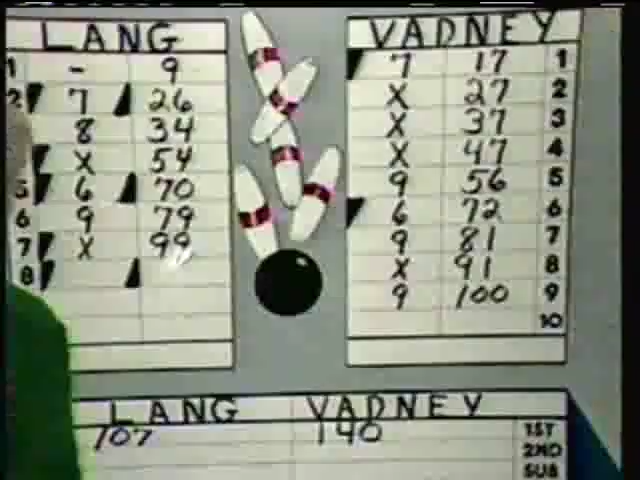 LANG
1 - 9
2 7 26
8 34
X 54
5 6 70
6 9 79
7 X 99
8
VADNEY
7 17 1
X 27 2
X 37 3
X 47 4
9 56 5
6 72 6
9 81 7
X 91 8
9 100 9
10
LANG VADNEY
107 140 1ST
2ND
SUB